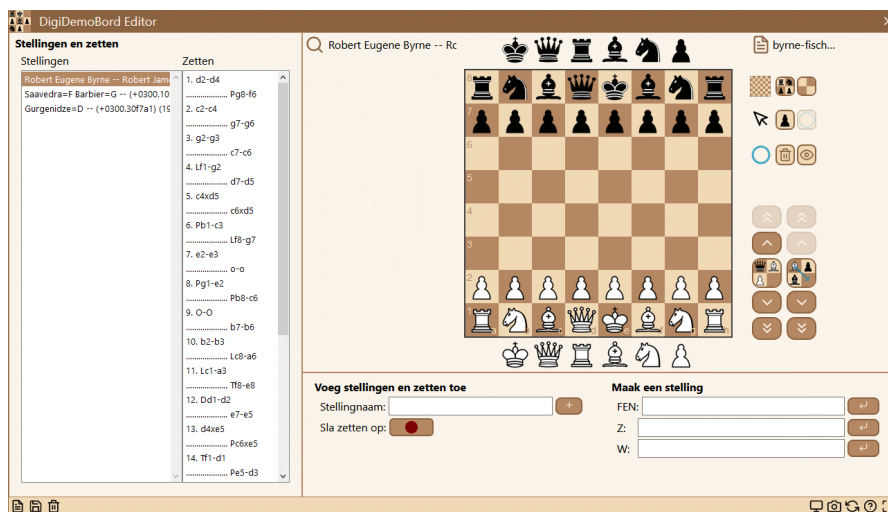 DigiDemoBord Editor
Stellingen en zetten
Stellingen
Zetten
Robert Eugene Byrne -- Robert Jam
Saavedra=F Barbier=G -- (+0300.10
Gurgenidze=D -- (+0300.30f7a1) (19
1. d2-d4
..................... Pg8-f6
2. c2-c4
..................... g7-g6
3. g2-g3
..................... c7-c6
4. Lf1-g2
..................... d7-d5
5. c4xd5
..................... c6xd5
6. Pb1-c3
..................... Lf8-g7
7. e2-e3
..................... o-o
8. Pg1-e2
..................... Pb8-c6
9. O-O
..................... b7-b6
10. b2-b3
..................... Lc8-a6
11. Lc1-a3
..................... Tf8-e8
12. Dd1-d2
..................... e7-e5
13. d4xe5
..................... Pc6xe5
14. Tf1-d1
..................... Pe5-d3
Robert Eugene Byrne -- Rc
byrne-fisch...
8
7
6
5
4
3
2
Voeg stellingen en zetten toe
Stellingnaam:
Sla zetten op:
Maak een stelling
FEN:
Z:
W: